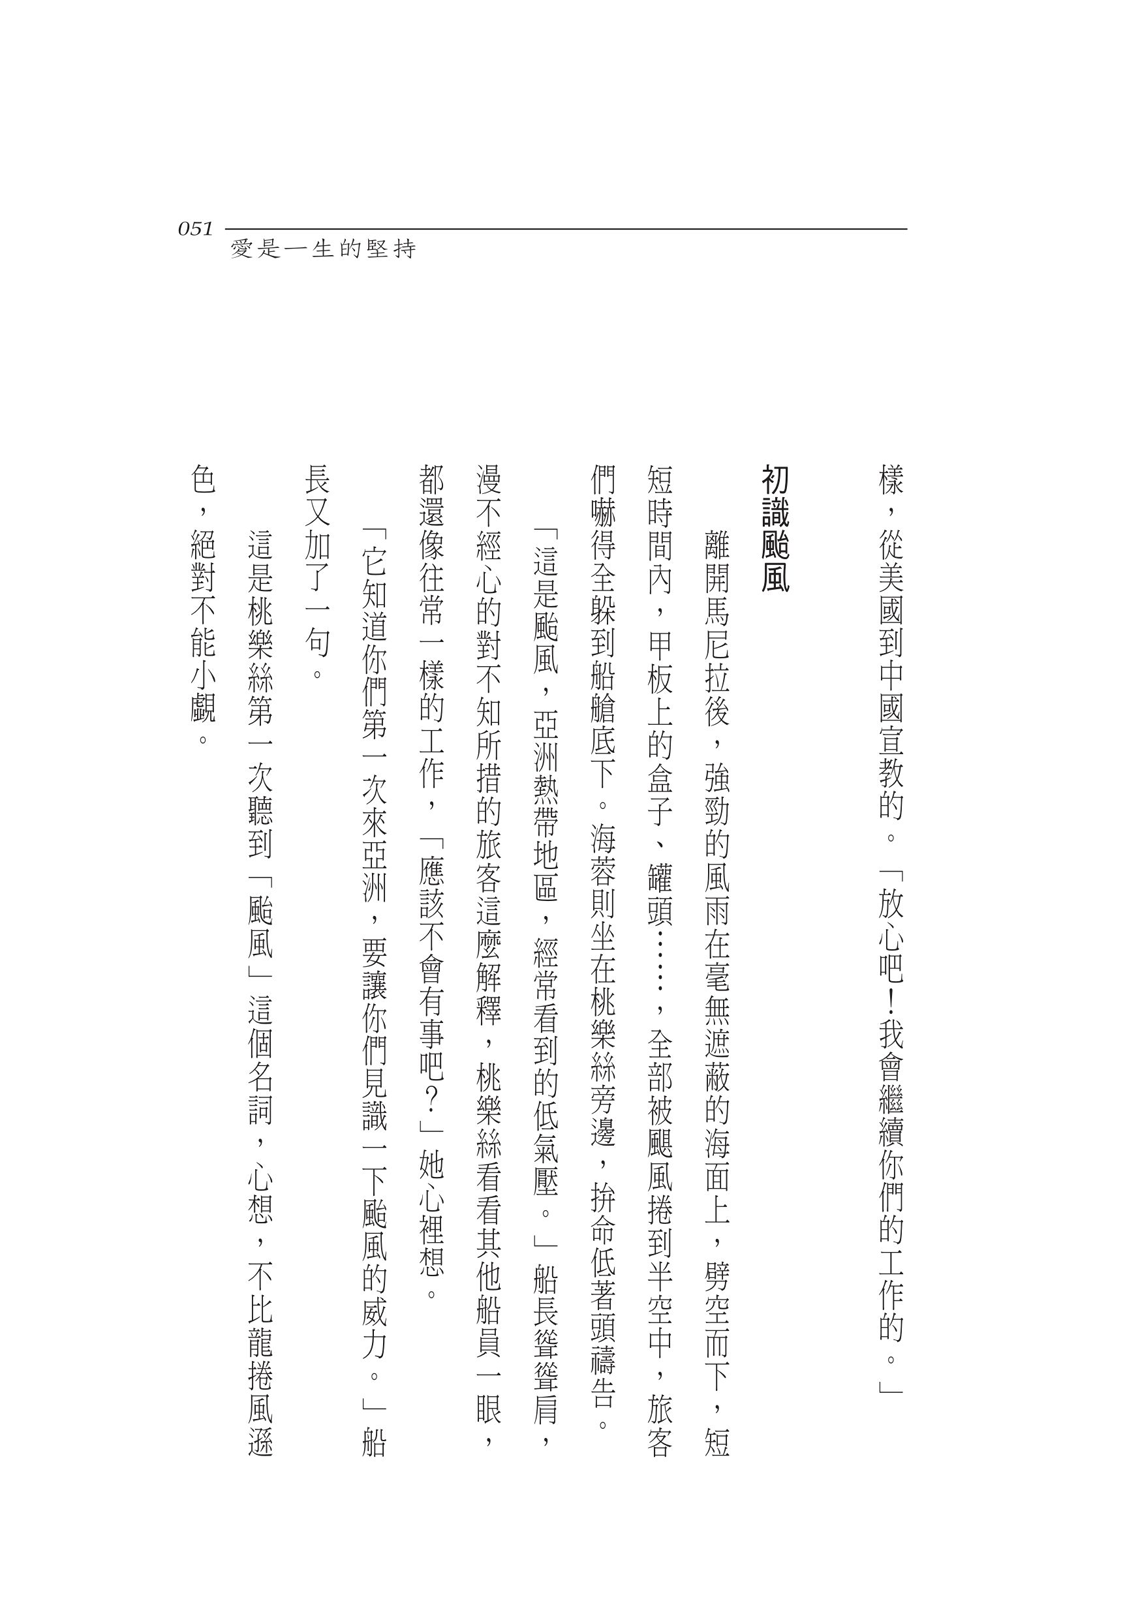 051
愛是一生的堅持
樣，從美國到中國宣教的。「放心吧！我會繼續你們的工作的。」
初識颱風
離開馬尼拉後，強勁的風雨在毫無遮蔽的海面上，劈空而下，短
短時間內，甲板上的盒子、罐頭……，全部被颶風捲到半空中，旅客
們嚇得全躲到船艙底下。海蓉則坐在桃樂絲旁邊，拚命低著頭禱告。
「這是颱風，亞洲熱帶地區，經常看到的低氣壓。」船長聳聳肩，
漫不經心的對不知所措的旅客這麼解釋，桃樂絲看看其他船員一眼，
都還像往常一樣的工作，「應該不會有事吧？」她心裡想。
「它知道你們第一次來亞洲，要讓你們見識一下颱風的威力。」船
長又加了一句。
這是桃樂絲第一次聽到「颱風」這個名詞，心想，不比龍捲風遜
色，絕對不能小覷。